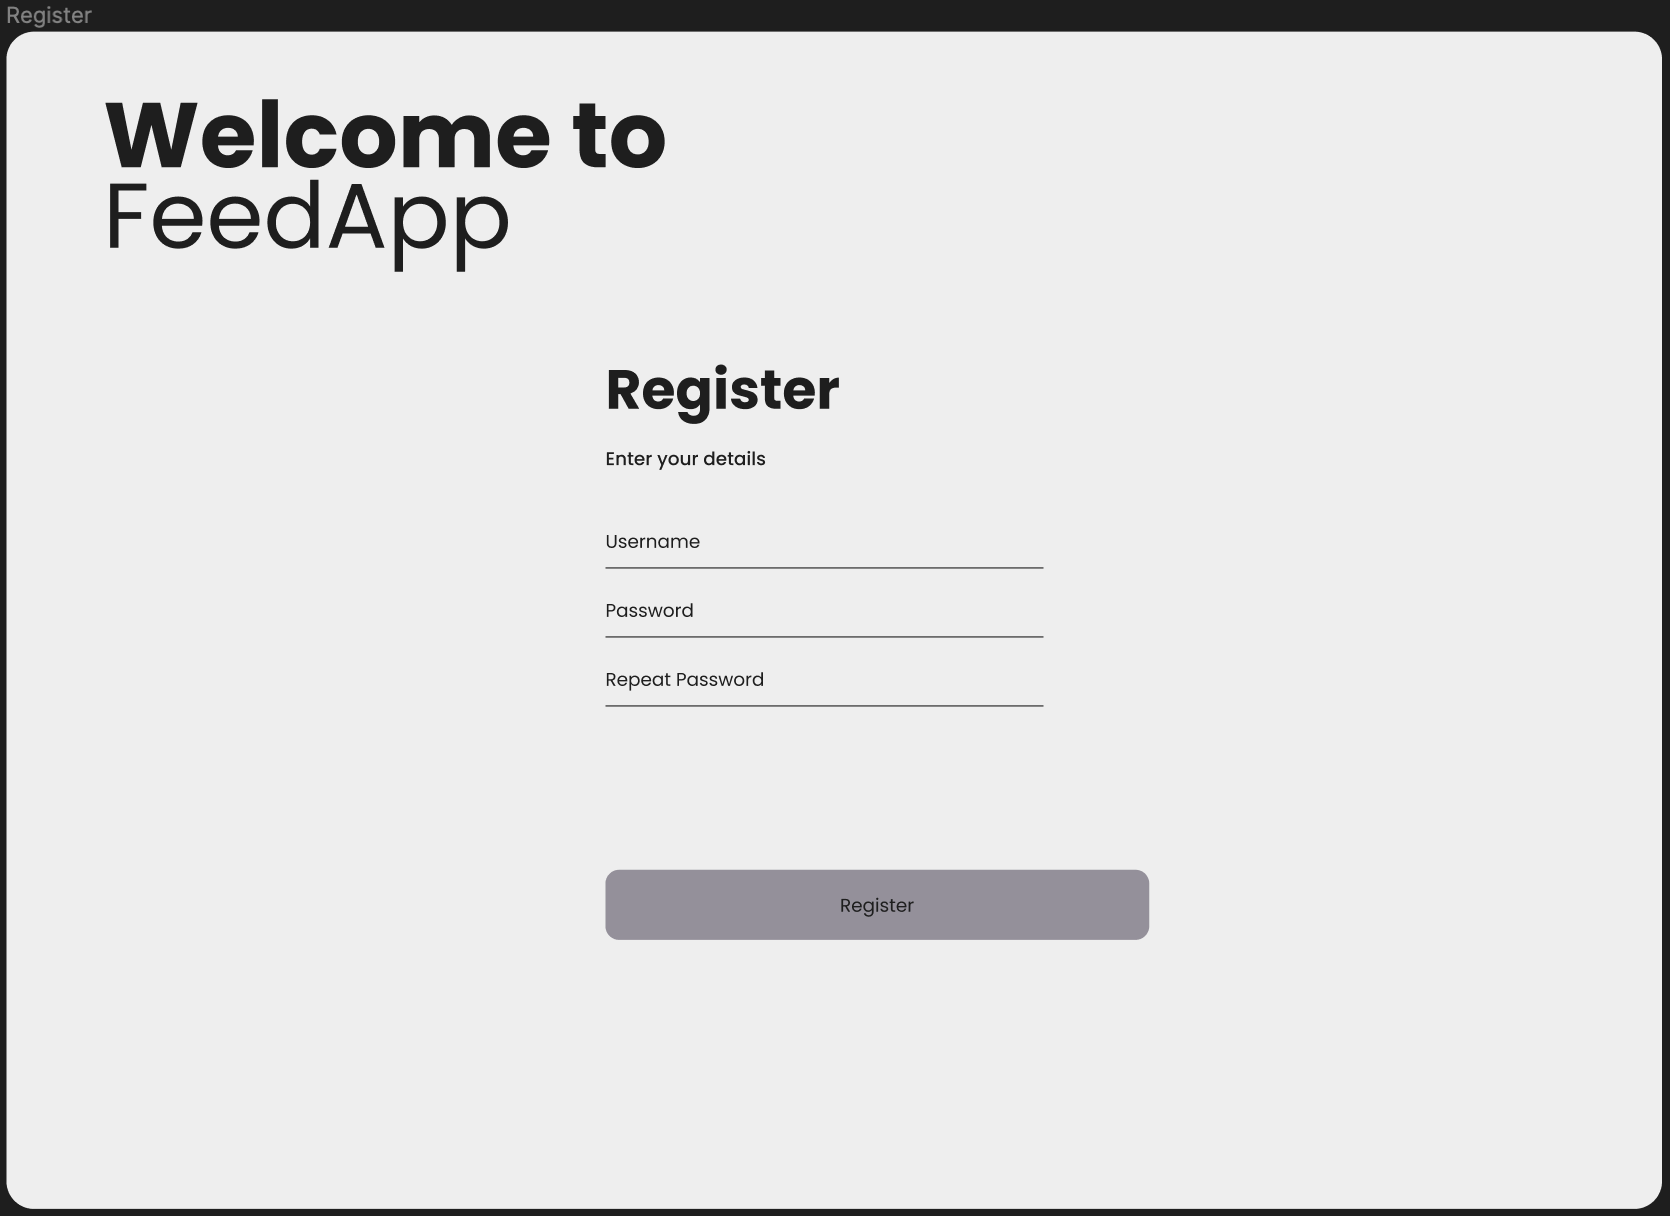 Register
Welcome to
FeedApp
Register
Enter your details
Username
Password
Repeat Password
Register